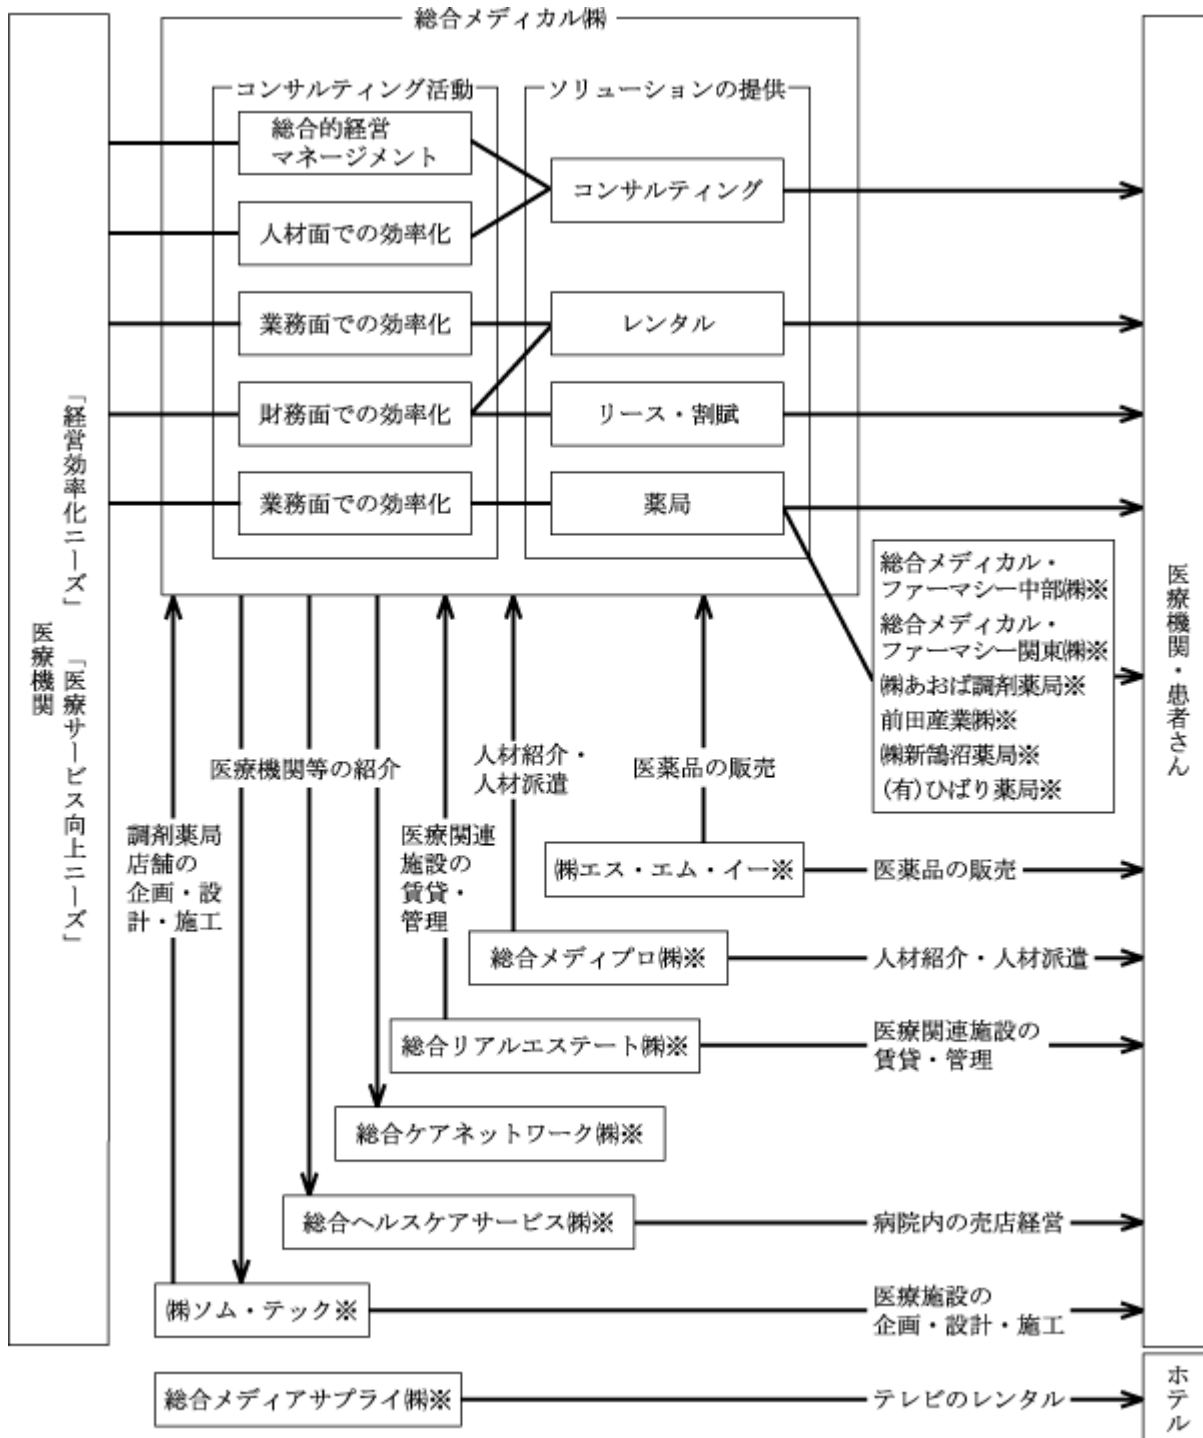 総合メディカル㈱
コンサルティング活動
ソリューションの提供
総合的経営
マネージメント
人材面での効率化
業務面での効率化
財務面での効率化
業務面での効率化
コンサルティング
レンタル
リース・割賦
薬局
「経営効率化ニーズ」　「医療サービス向上ニーズ」
医療機関
医療機関・患者さん
総合メディカル・
ファーマシー中部㈱※
総合メディカル・
ファーマシー関東㈱※
㈱あおば調剤薬局※
前田産業㈱※
㈱新鵠沼薬局※
(有)ひばり薬局※
調剤薬局
店舗の
企画・設
計・施工
医療機関等の紹介
医療関連
施設の
賃貸・
管理
人材紹介・
人材派遣
医薬品の販売
㈱エス・エム・イー※
医薬品の販売
総合メディプロ㈱※
人材紹介・人材派遣
総合リアルエステート㈱※
医療関連施設の
賃貸・管理
総合ケアネットワーク㈱※
総合ヘルスケアサービス㈱※
病院内の売店経営
㈱ソム・テック※
医療施設の
企画・設計・施工
総合メディアサプライ㈱※
テレビのレンタル
ホテル